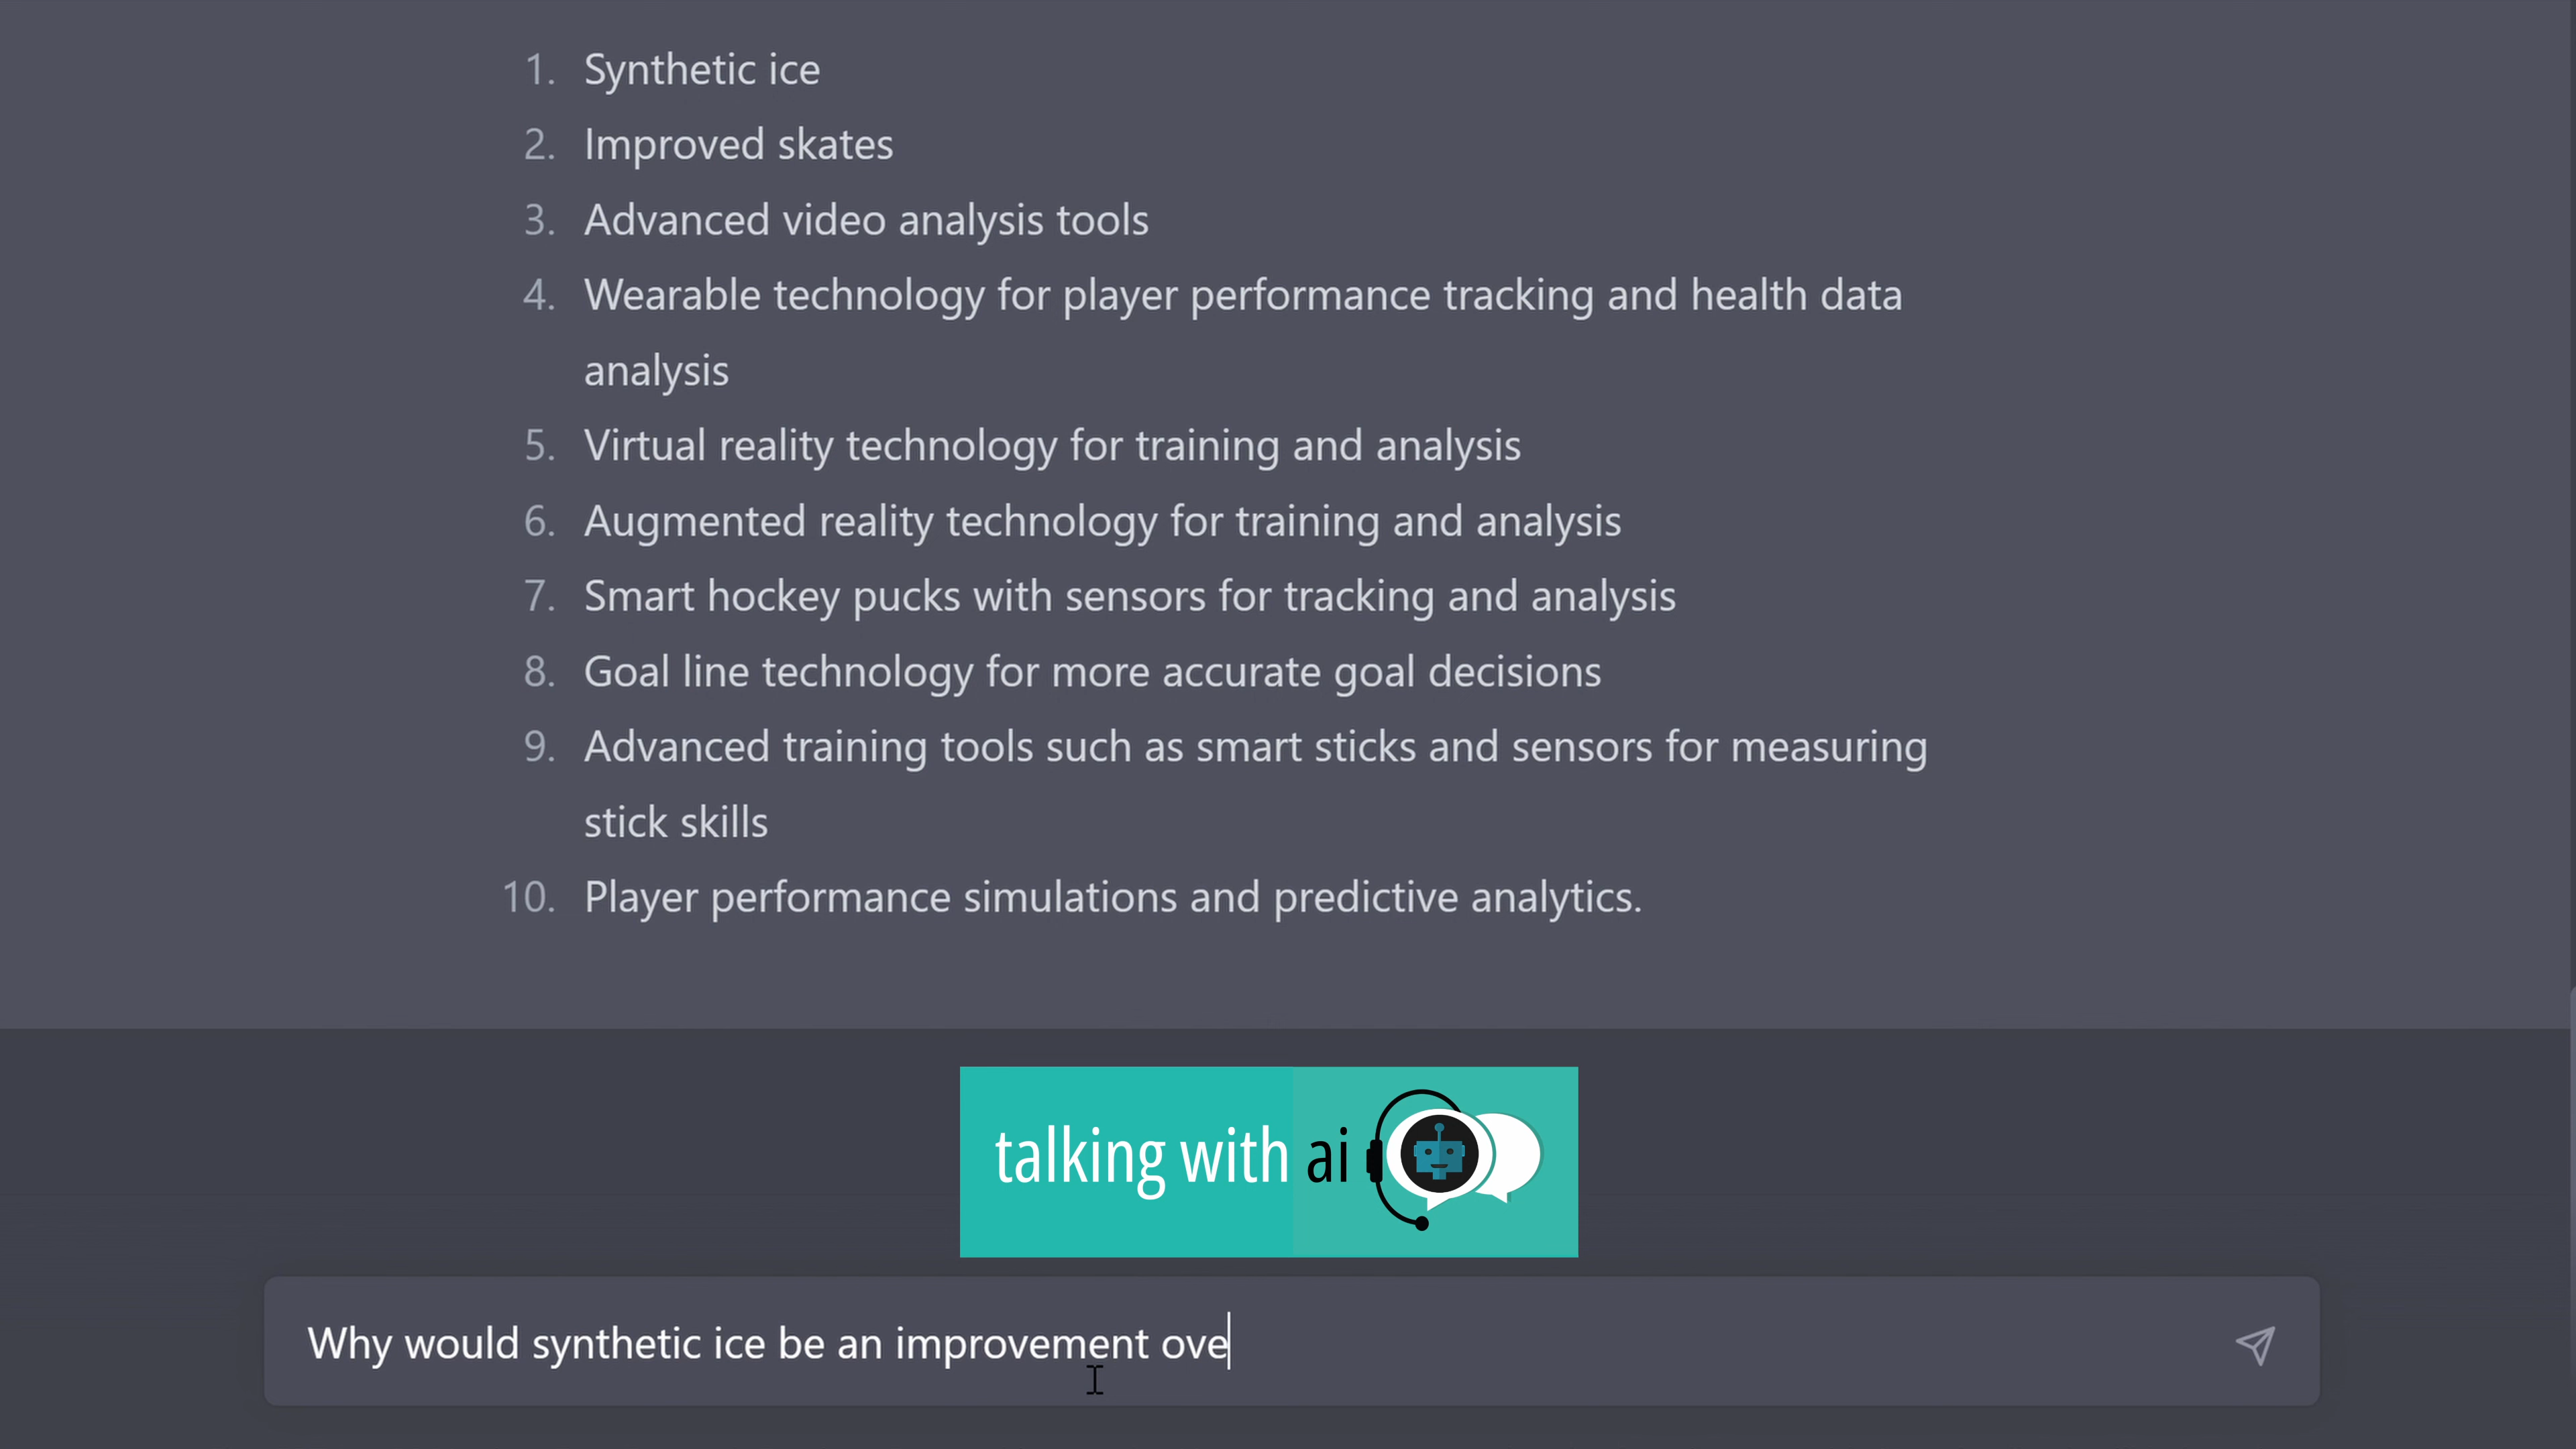 1. Synthetic ice
2. Improved skates
3. Advanced video analysis tools
4. Wearable technology for player performance tracking and health data
analysis
5. Virtual reality technology for training and analysis
6. Augmented reality technology for training and analysis
7. Smart hockey pucks with sensors for tracking and analysis
8. Goal line technology for more accurate goal decisions
9. Advanced training tools such as smart sticks and sensors for measuring
stick skills
10. Player performance simulations and predictive analytics.
talking with ai
Why would synthetic ice be an improvement ove